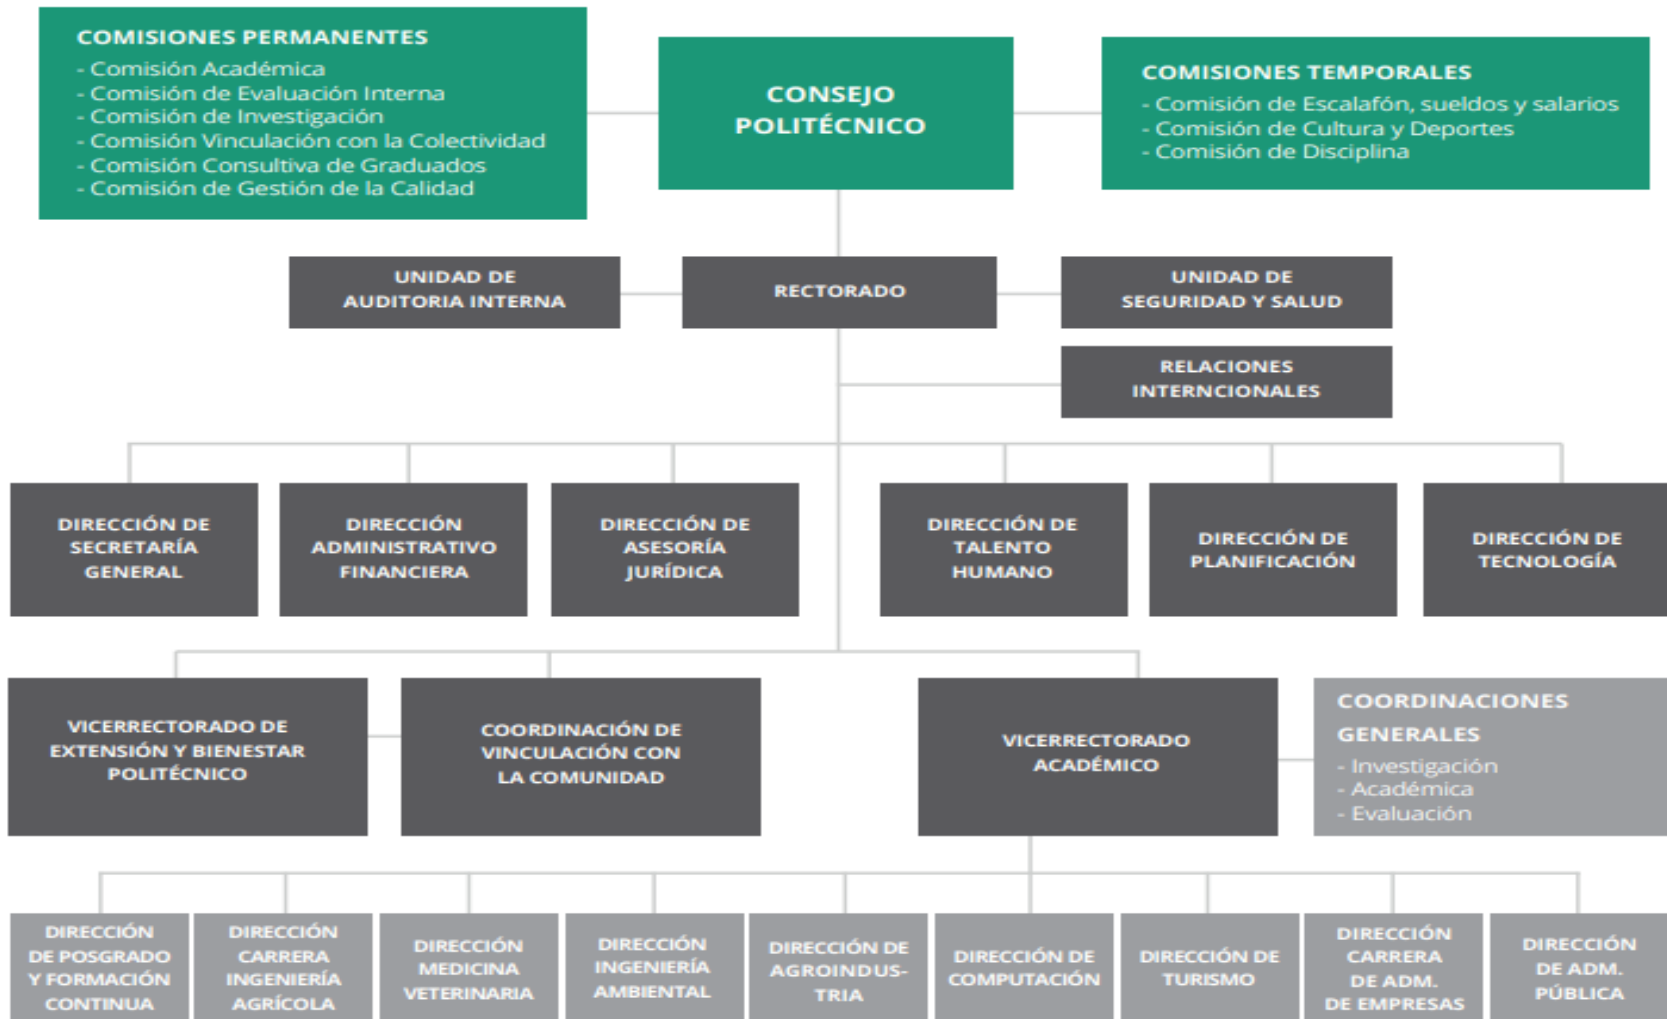 COMISIONES PERMANENTES
- Comisión Académica
- Comisión de Evaluación Interna
- Comisión de Investigación
- Comisión Vinculación con la Colectividad
- Comisión Consultiva de Graduados
- Comisión de Gestión de la Calidad
CONSEJO
POLITÉCNICO
COMISIONES TEMPORALES
- Comisión de Escalafón, sueldos y salarios
- Comisión de Cultura y Deportes
- Comisión de Disciplina
UNIDAD DE
AUDITORIA INTERNA
RECTORADO
UNIDAD DE
SEGURIDAD Y SALUD
RELACIONES
INTERNCIONALES
DIRECCIÓN DE
SECRETARÍA
GENERAL
DIRECCIÓN
ADMINISTRATIVO
FINANCIERA
DIRECCIÓN DE
ASESORÍA
JURÍDICA
DIRECCIÓN DE
TALENTO
HUMANO
DIRECCIÓN DE
PLANIFICACIÓN
DIRECCIÓN DE
TECNOLOGÍA
VICERRECTORADO DE
EXTENSIÓN Y BIENESTAR
POLITÉCNICO
COORDINACIÓN DE
VINCULACIÓN CON
LA COMUNIDAD
VICERRECTORADO
ACADÉMICO
COORDINACIONES
GENERALES
- Investigación
- Académica
- Evaluación
DIRECCIÓN
DE POSGRADO
Y FORMACIÓN
CONTINUA
DIRECCIÓN
CARRERA
INGENIERÍA
AGRÍCOLA
DIRECCIÓN
MEDICINA
VETERINARIA
DIRECCIÓN
INGENIERÍA
AMBIENTAL
DIRECCIÓN DE
AGROINDUS-
TRIA
DIRECCIÓN DE
COMPUTACIÓN
DIRECCIÓN DE
TURISMO
DIRECCIÓN
CARRERA
DE ADM.
DE EMPRESAS
DIRECCIÓN
DE ADM.
PÚBLICA